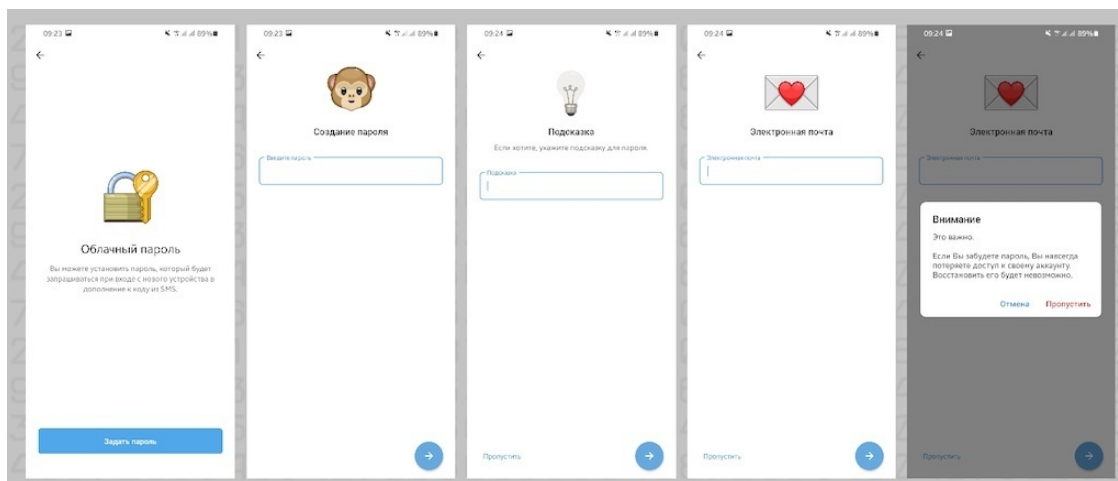 09:23
89%
Облачный пароль
Вы можете установить пароль, который будет
запрашиваться при входе с нового устройства в
дополнение к коду из SMS.
Задать пароль
09:23
89%
Создание пароля
Введите пароль
09:24
89%
Подсказка
Если хотите, укажите подсказку для пароля.
Подсказка
Пропустить
09:24
89%
Электронная почта
Электронная почта
Пропустить
09:24
89%
Электронная почта
Электронная почта
Внимание
Это важно.
Если Вы забудете пароль, Вы навсегда
потеряете доступ к своему аккаунту.
Восстановить его будет невозможно.
Отмена Пропустить
Пропустить